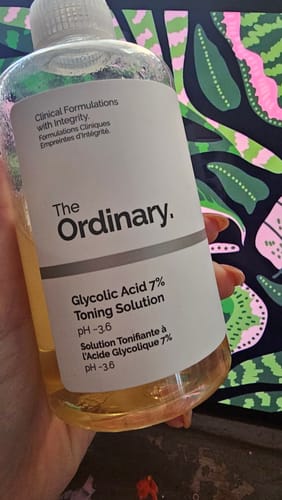 Clinical Formulations
with Integrity.
Formulations Cliniques
Empreintes d'Intégrité.
The
Ordinary.
Glycolic Acid 7%
Toning Solution
pH ~3.6
Solution Tonifiante à
l'Acide Glycolique 7%
pH ~3.6